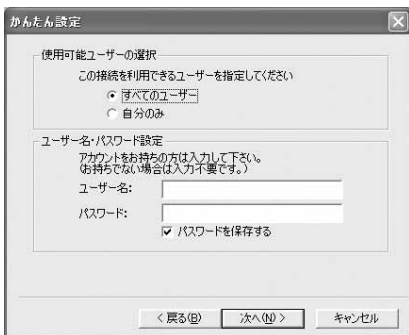 かんたん設定
使用可能ユーザーの選択
この接続を利用できるユーザーを指定してください
すべてのユーザー
自分のみ
ユーザー名・パスワード設定
アカウントをお持ちの方は入力して下さい。
(お持ちでない場合は入力不要です。)
ユーザー名:
パスワード:
パスワードを保存する
< 戻る(B)
次へ(N) >
キャンセル